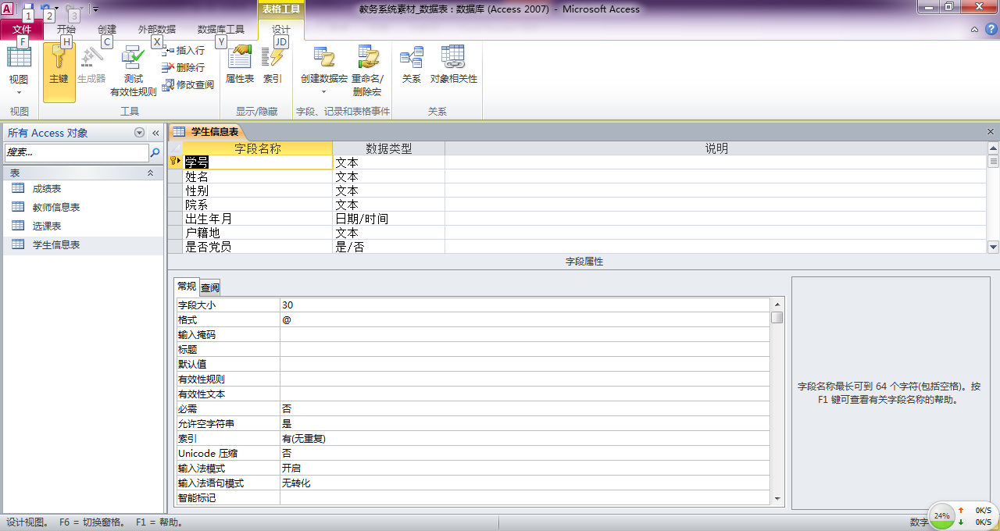 教务系统素材_数据表 : 数据库 (Access 2007) - Microsoft Access
表格工具
1 2 3
文件 开始 创建 外部数据 数据库工具 设计
F H C X Y JD
视图 主键 生成器 测试 有效性规则 插入行 删除行 修改查阅 属性表 索引 创建数据宏 重命名/ 删除宏 关系 对象相关性
视图 工具 显示/隐藏 字段、记录和表格事件 关系
所有 Access 对象 «
搜索...
表
成绩表
教师信息表
选课表
学生信息表
学生信息表
字段名称 数据类型 说明
学号 文本
姓名 文本
性别 文本
院系 文本
出生年月 日期/时间
户籍地 文本
是否党员 是/否
字段属性
常规 查阅
字段大小 30
格式 @
输入掩码
标题
默认值
有效性规则
有效性文本
必需 否
允许空字符串 是
索引 有(无重复)
Unicode 压缩 否
输入法模式 开启
输入法语句模式 无转化
智能标记
字段名称最长可到 64 个字符(包括空格)。按
F1 键可查看有关字段名称的帮助。
设计视图。 F6 = 切换窗格。 F1 = 帮助。
数字
24%
0K/S
0K/S